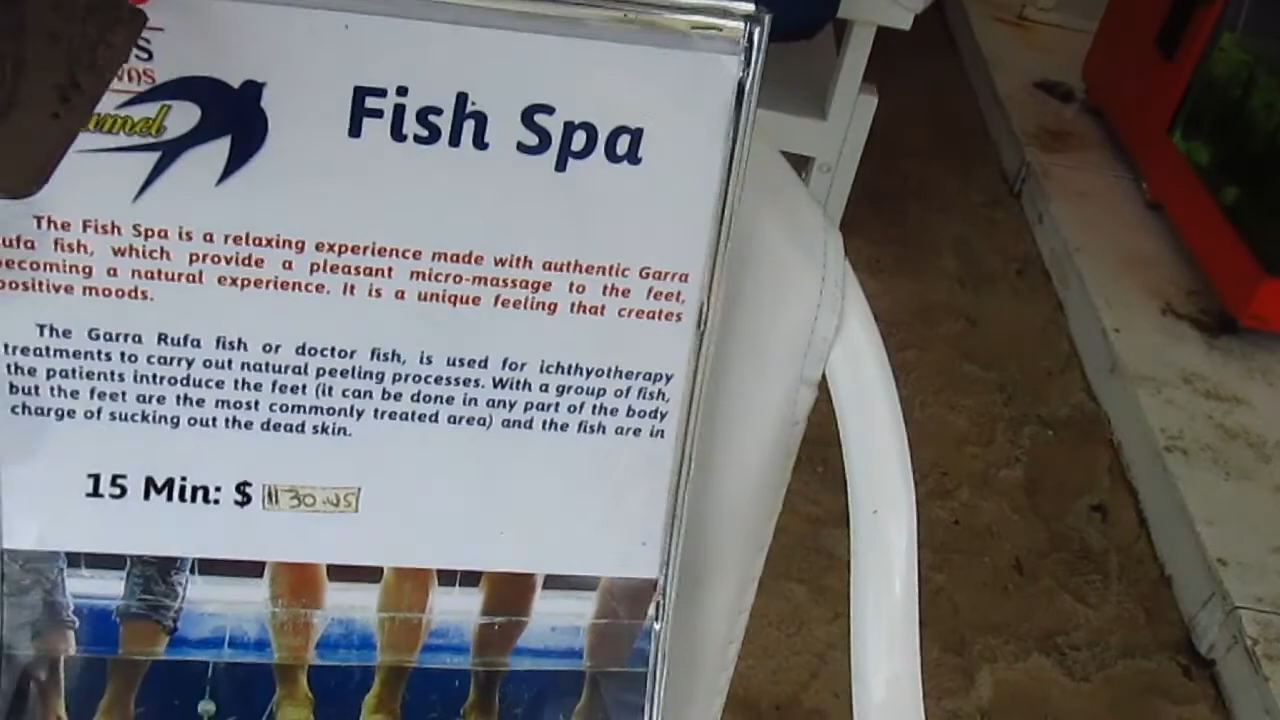 Fish Spa
The Fish Spa is a relaxing experience made with authentic Garra
ufa fish, which provide a pleasant micro-massage to the feet,
becoming a natural experience. It is a unique feeling that creates
positive moods.
The Garra Rufa fish or doctor fish, is used for ichthyotherapy
treatments to carry out natural peeling processes. With a group of fish,
the patients introduce the feet (it can be done in any part of the body
but the feet are the most commonly treated area) and the fish are in
charge of sucking out the dead skin.
15 Min: $ 30.US